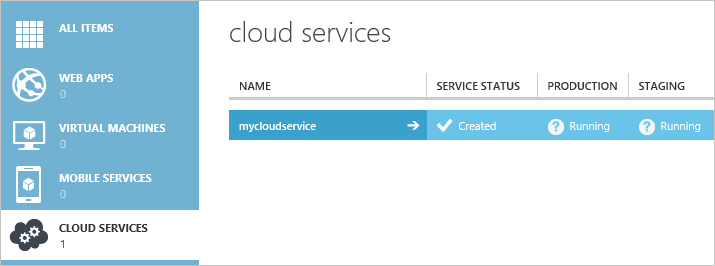 ALL ITEMS
WEB APPS
0
VIRTUAL MACHINES
0
MOBILE SERVICES
0
CLOUD SERVICES
1
cloud services
NAME SERVICE STATUS PRODUCTION STAGING
mycloudservice Created ? Running ? Running